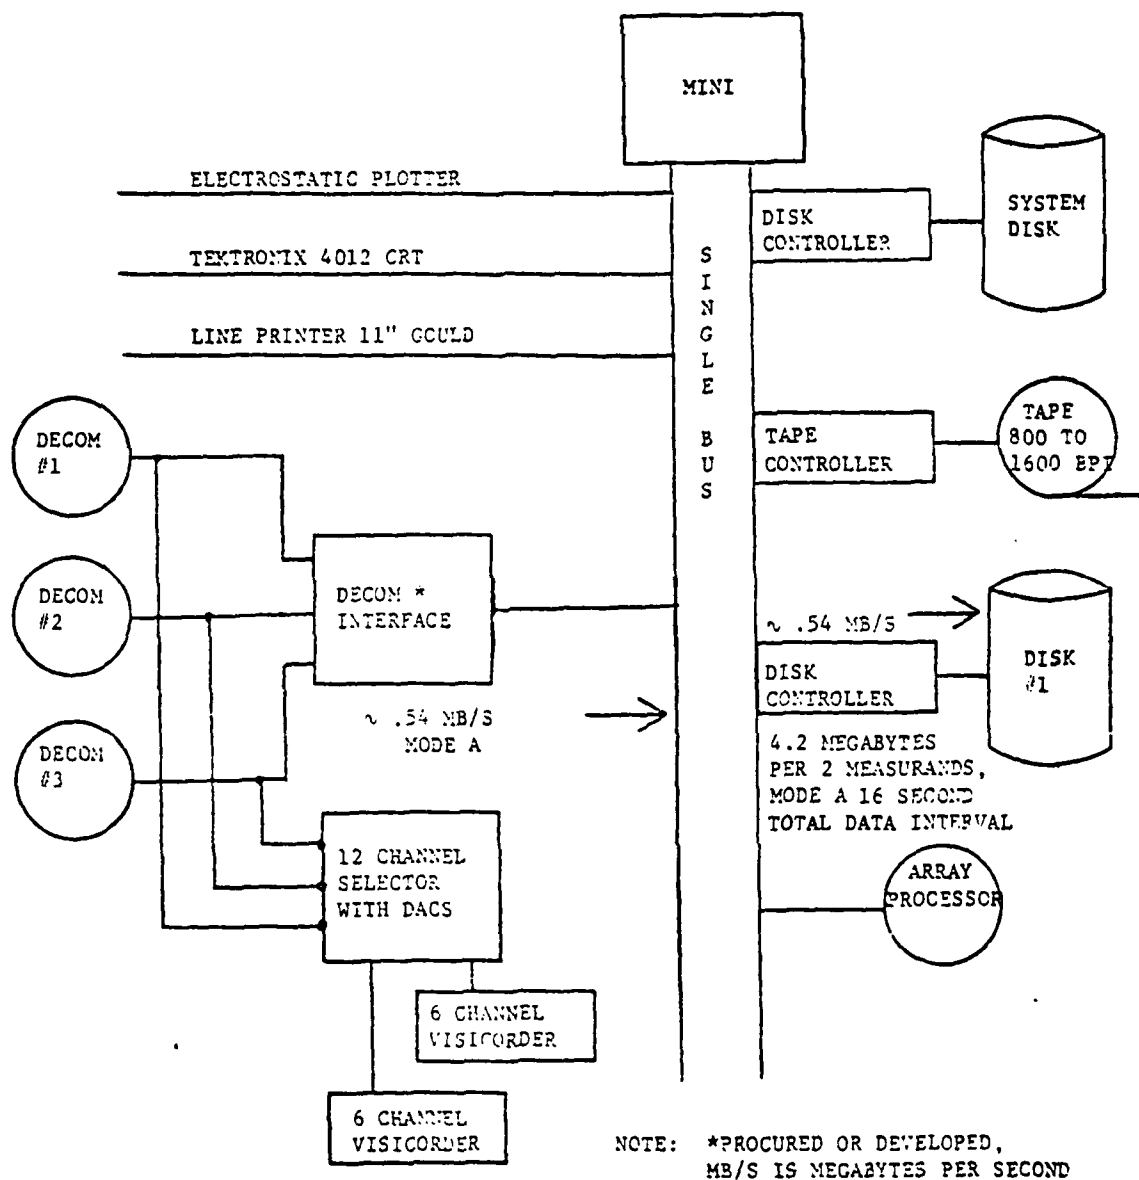 MINI
ELECTROSTATIC PLOTTER
TEKTRONIX 4012 CRT
LINE PRINTER 11" GOULD
SINGLE BUS
DISK
CONTROLLER
SYSTEM
DISK
TAPE
CONTROLLER
TAPE
800 TO
1600 BPI
DECOM
#1
DECOM
#2
DECOM
#3
DECOM *
INTERFACE
~ .54 MB/S
MODE A
~ .54 MB/S
DISK
CONTROLLER
DISK
#1
4.2 MEGABYTES
PER 2 MEASURANDS,
MODE A 16 SECOND
TOTAL DATA INTERVAL
12 CHANNEL
SELECTOR
WITH DACS
ARRAY
PROCESSOR
6 CHANNEL
VISICORDER
6 CHANNEL
VISICORDER
NOTE: *PROCURED OR DEVELOPED,
MB/S IS MEGABYTES PER SECOND